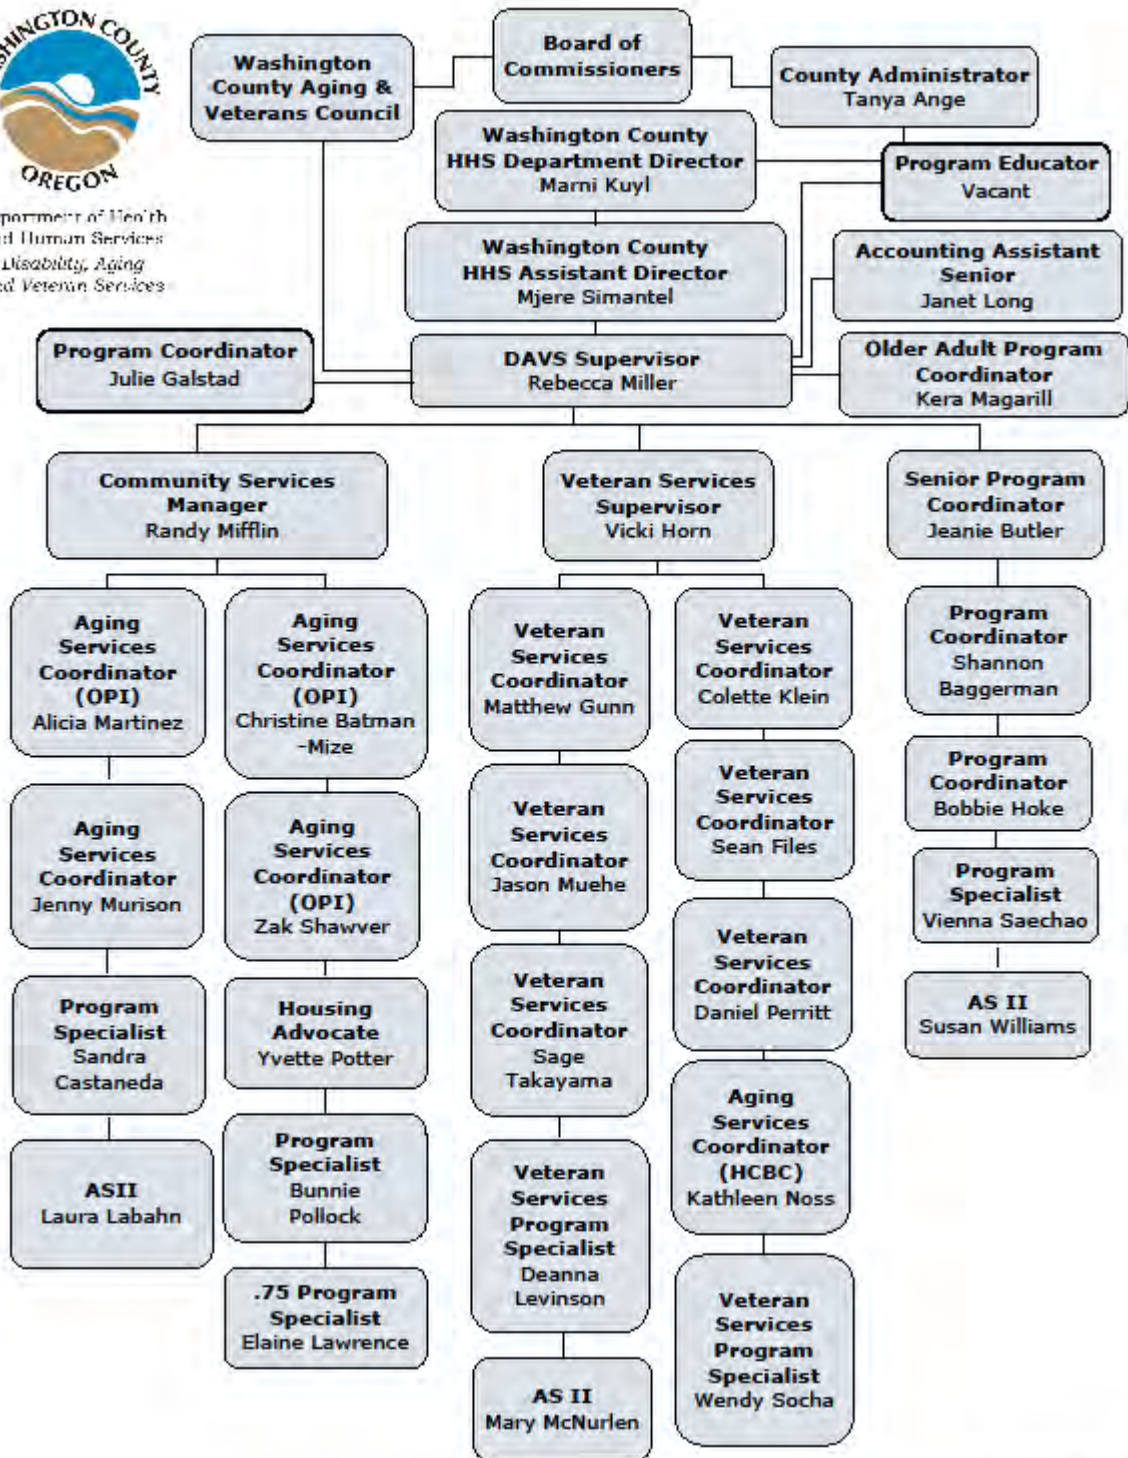 WASHINGTON COUNTY
OREGON
Department of Health
and Human Services
Disability, Aging
and Veteran Services
Washington
County Aging &
Veterans Council
Board of
Commissioners
County Administrator
Tanya Ange
Washington County
HHS Department Director
Marni Kuyl
Program Educator
Vacant
Washington County
HHS Assistant Director
Mjere Simantel
Accounting Assistant
Senior
Janet Long
Program Coordinator
Julie Galstad
DAVS Supervisor
Rebecca Miller
Older Adult Program
Coordinator
Kera Magarill
Community Services
Manager
Randy Mifflin
Veteran Services
Supervisor
Vicki Horn
Senior Program
Coordinator
Jeanie Butler
Aging
Services
Coordinator
(OPI)
Alicia Martinez
Aging
Services
Coordinator
Jenny Murison
Program
Specialist
Sandra
Castaneda
ASII
Laura Labahn
Aging
Services
Coordinator
(OPI)
Christine Batman
-Mize
Aging
Services
Coordinator
(OPI)
Zak Shawver
Housing
Advocate
Yvette Potter
Program
Specialist
Bunnie
Pollock
.75 Program
Specialist
Elaine Lawrence
Veteran
Services
Coordinator
Matthew Gunn
Veteran
Services
Coordinator
Jason Muehe
Veteran
Services
Coordinator
Sage
Takayama
Veteran
Services
Program
Specialist
Deanna
Levinson
AS II
Mary McNurlen
Veteran
Services
Coordinator
Colette Klein
Veteran
Services
Coordinator
Sean Files
Veteran
Services
Coordinator
Daniel Perritt
Aging
Services
Coordinator
(HCBC)
Kathleen Noss
Veteran
Services
Program
Specialist
Wendy Socha
Program
Coordinator
Shannon
Baggerman
Program
Coordinator
Bobbie Hoke
Program
Specialist
Vienna Saechao
AS II
Susan Williams